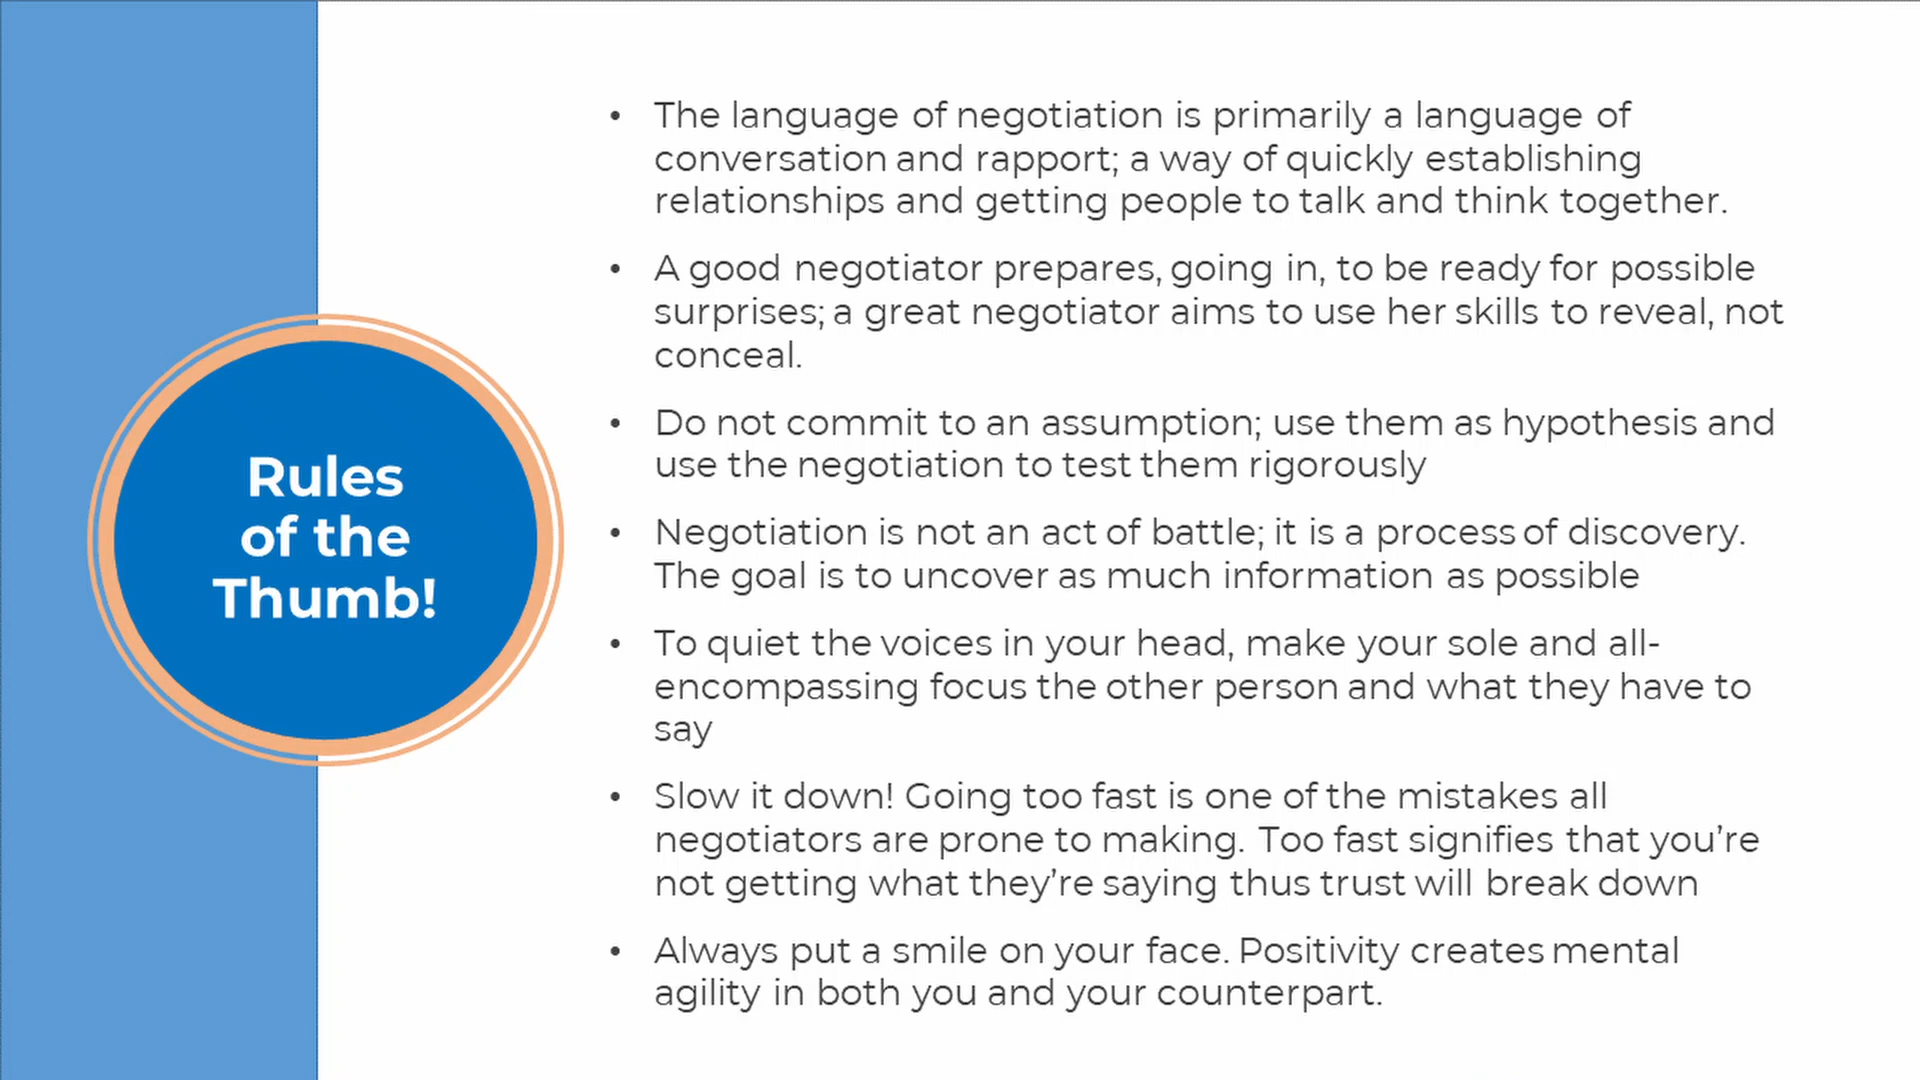 Rules
of the
Thumb!
• The language of negotiation is primarily a language of
conversation and rapport; a way of quickly establishing
relationships and getting people to talk and think together.
• A good negotiator prepares, going in, to be ready for possible
surprises; a great negotiator aims to use her skills to reveal, not
conceal.
• Do not commit to an assumption; use them as hypothesis and
use the negotiation to test them rigorously
• Negotiation is not an act of battle; it is a process of discovery.
The goal is to uncover as much information as possible
• To quiet the voices in your head, make your sole and all-
encompassing focus the other person and what they have to
say
• Slow it down! Going too fast is one of the mistakes all
negotiators are prone to making. Too fast signifies that you’re
not getting what they’re saying thus trust will break down
• Always put a smile on your face. Positivity creates mental
agility in both you and your counterpart.